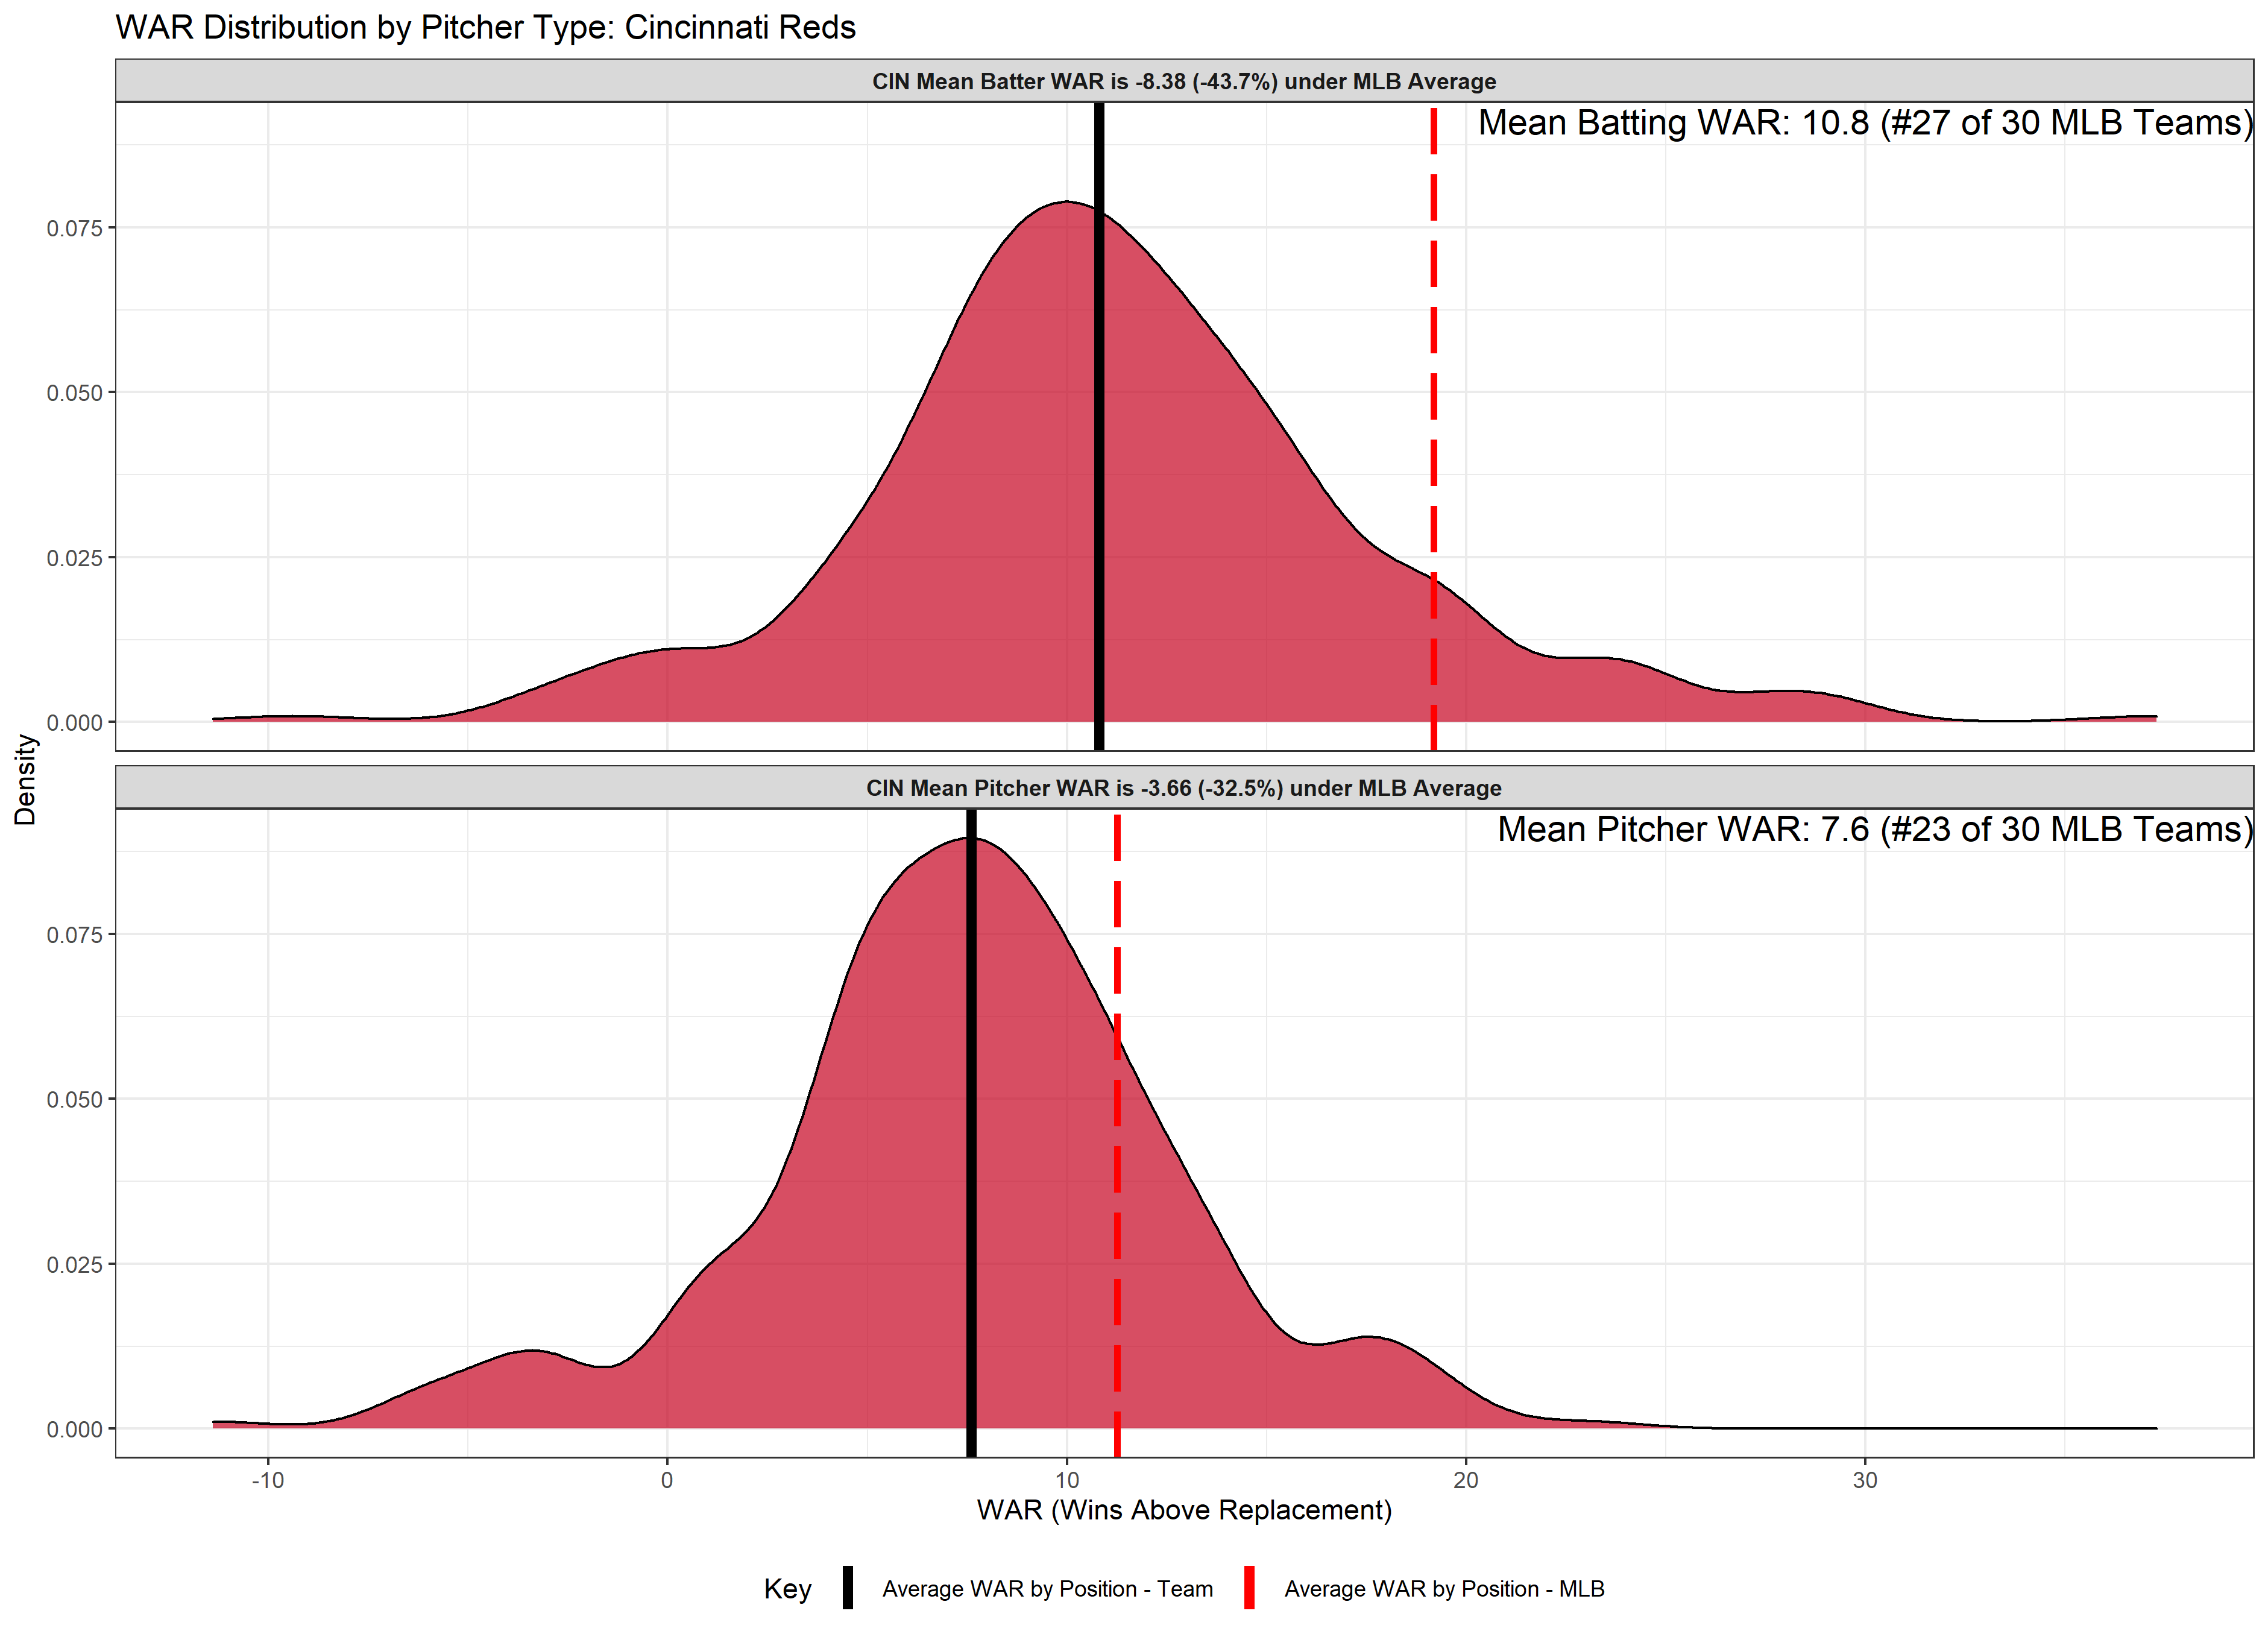 WAR Distribution by Pitcher Type: Cincinnati Reds
CIN Mean Batter WAR is -8.38 (-43.7%) under MLB Average
Mean Batting WAR: 10.8 (#27 of 30 MLB Teams)
0.075
0.050
0.025
0.000
Density
CIN Mean Pitcher WAR is -3.66 (-32.5%) under MLB Average
Mean Pitcher WAR: 7.6 (#23 of 30 MLB Teams)
0.075
0.050
0.025
0.000
-10 0 10 20 30
WAR (Wins Above Replacement)
Key Average WAR by Position - Team Average WAR by Position - MLB